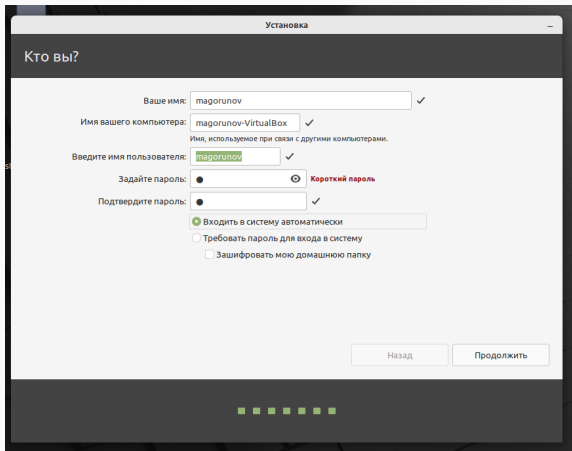 Установка
Кто вы?
Ваше имя: magorunov
Имя вашего компьютера: magorunov-VirtualBox
Имя, используемое при связи с другими компьютерами.
Введите имя пользователя: magorunov
Задайте пароль: ● Короткий пароль
Подтвердите пароль: ●
Входить в систему автоматически
Требовать пароль для входа в систему
Зашифровать мою домашнюю папку
Назад Продолжить